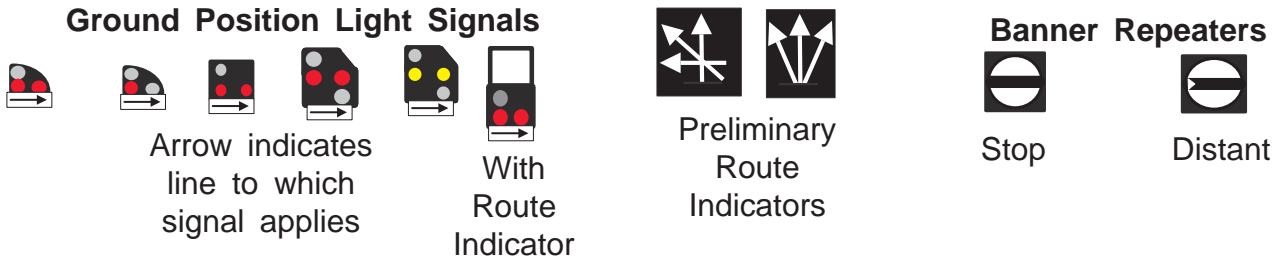 Ground Position Light Signals
Arrow indicates
line to which
signal applies
With
Route
Indicator
Preliminary
Route
Indicators
Banner Repeaters
Stop
Distant